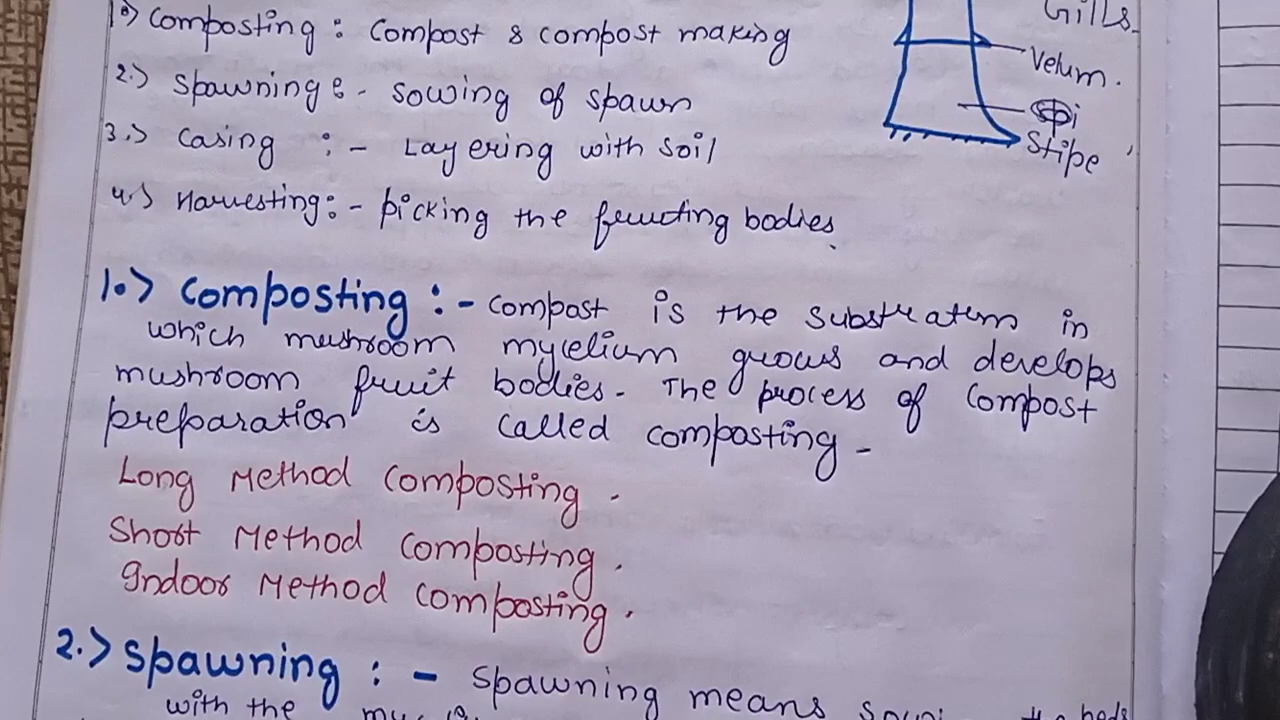 1.) Composting : Compost & compost making
2.) Spawning : - Sowing of spawn
3.) Casing : - Layering with soil
4.) Harvesting : - picking the fructing bodies.
Gills
Velum.
Stipe
1.) Composting : - Compost is the substratum in
which mushroom mycelium grows and develops
mushroom fruit bodies. The process of Compost
preparation is called composting -
Long Method Composting.
Short Method Composting.
Indoor Method Composting.
2.) Spawning : - Spawning means
with the